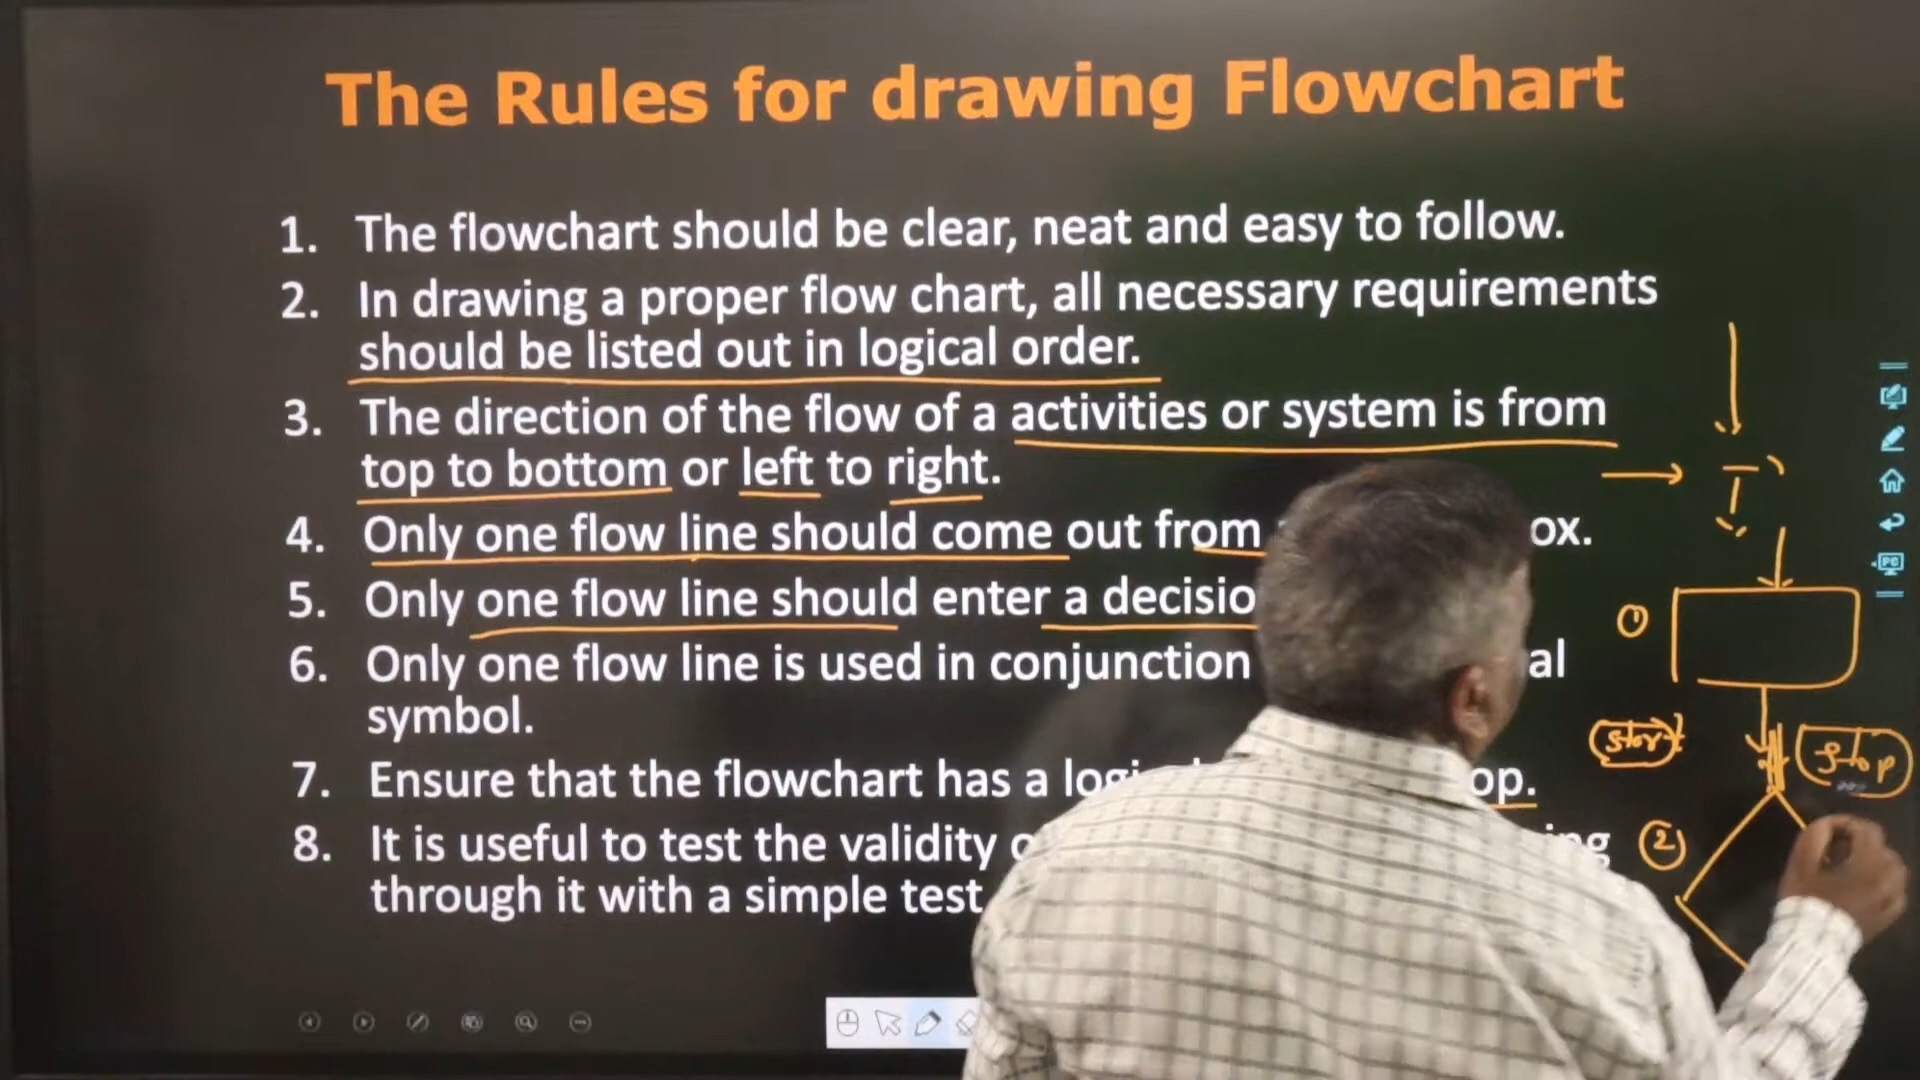 The Rules for drawing Flowchart
1. The flowchart should be clear, neat and easy to follow.
2. In drawing a proper flow chart, all necessary requirements
should be listed out in logical order.
3. The direction of the flow of a activities or system is from
top to bottom or left to right.
4. Only one flow line should come out from
5. Only one flow line should enter a
6. Only one flow line is used in conjunction
symbol.
7. Ensure that the flowchart has a
8. It is useful to test the validity
through it with a simple test
1
Start
Stop
2
PC